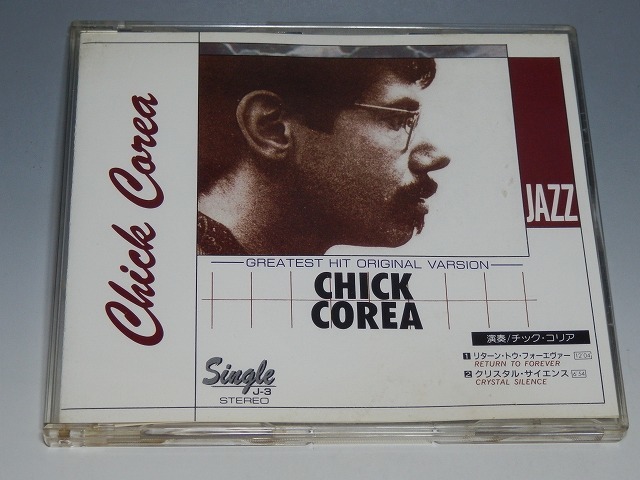 Chick Corea
JAZZ
GREATEST HIT ORIGINAL VARSION
CHICK
COREA
演奏/チック・コリア
1 リターン・トゥ・フォーエヴァー 12'04
RETURN TO FOREVER
2 クリスタル・サイエンス 6'54
CRYSTAL SILENCE
Single
J-3
STEREO